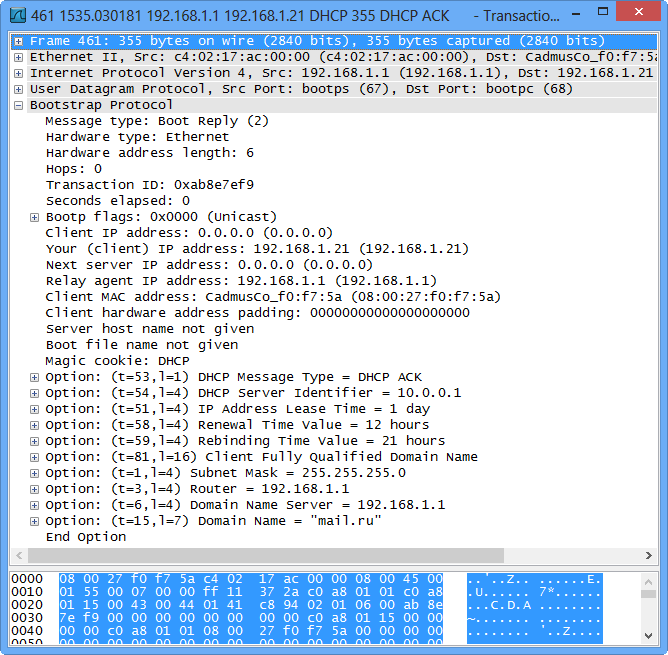 461 1535.030181 192.168.1.1 192.168.1.21 DHCP 355 DHCP ACK - Transactio...
Frame 461: 355 bytes on wire (2840 bits), 355 bytes captured (2840 bits)
Ethernet II, Src: c4:02:17:ac:00:00 (c4:02:17:ac:00:00), Dst: CadmusCo_f0:f7:5a
Internet Protocol Version 4, Src: 192.168.1.1 (192.168.1.1), Dst: 192.168.1.21
User Datagram Protocol, Src Port: bootps (67), Dst Port: bootpc (68)
Bootstrap Protocol
Message type: Boot Reply (2)
Hardware type: Ethernet
Hardware address length: 6
Hops: 0
Transaction ID: 0xab8e7ef9
Seconds elapsed: 0
Bootp flags: 0x0000 (Unicast)
Client IP address: 0.0.0.0 (0.0.0.0)
Your (client) IP address: 192.168.1.21 (192.168.1.21)
Next server IP address: 0.0.0.0 (0.0.0.0)
Relay agent IP address: 192.168.1.1 (192.168.1.1)
Client MAC address: CadmusCo_f0:f7:5a (08:00:27:f0:f7:5a)
Client hardware address padding: 00000000000000000000
Server host name not given
Boot file name not given
Magic cookie: DHCP
Option: (t=53,l=1) DHCP Message Type = DHCP ACK
Option: (t=54,l=4) DHCP Server Identifier = 10.0.0.1
Option: (t=51,l=4) IP Address Lease Time = 1 day
Option: (t=58,l=4) Renewal Time Value = 12 hours
Option: (t=59,l=4) Rebinding Time Value = 21 hours
Option: (t=81,l=16) Client Fully Qualified Domain Name
Option: (t=1,l=4) Subnet Mask = 255.255.255.0
Option: (t=3,l=4) Router = 192.168.1.1
Option: (t=6,l=4) Domain Name Server = 192.168.1.1
Option: (t=15,l=7) Domain Name = "mail.ru"
End Option
0000 08 00 27 f0 f7 5a c4 02 17 ac 00 00 08 00 45 00 ..'..Z.. ......E.
0010 01 55 00 07 00 00 ff 11 37 2a c0 a8 01 01 c0 a8 .U...... 7*......
0020 01 15 00 43 00 44 01 41 c8 94 02 01 06 00 ab 8e ...C.D.A ........
0030 7e f9 00 00 00 00 00 00 00 00 c0 a8 01 15 00 00 ~....... ........
0040 00 00 c0 a8 01 01 08 00 27 f0 f7 5a 00 00 00 00 ........ '..Z....